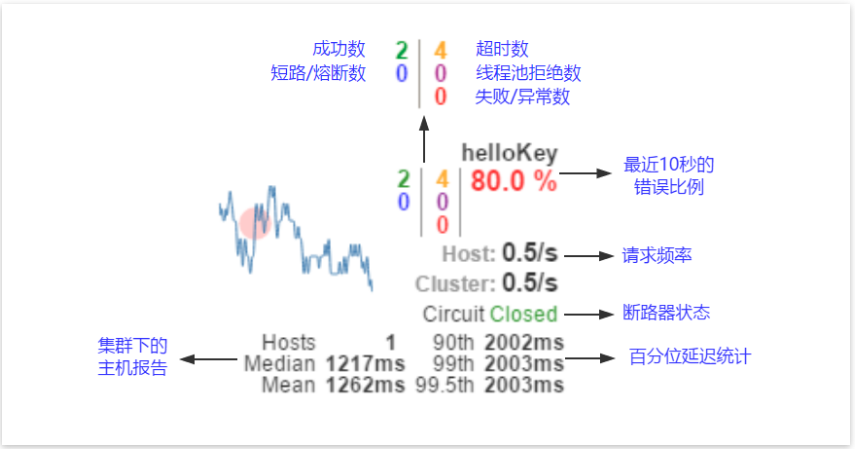 成功数 2 4 超时数
短路/熔断数 0 0 线程池拒绝数
0 失败/异常数
helloKey
2 4 80.0 %
0 0
0
最近10秒的
错误比例
Host: 0.5/s 请求频率
Cluster: 0.5/s
Circuit Closed 断路器状态
集群下的
主机报告
Hosts 1 90th 2002ms
Median 1217ms 99th 2003ms
Mean 1262ms 99.5th 2003ms
百分位延迟统计